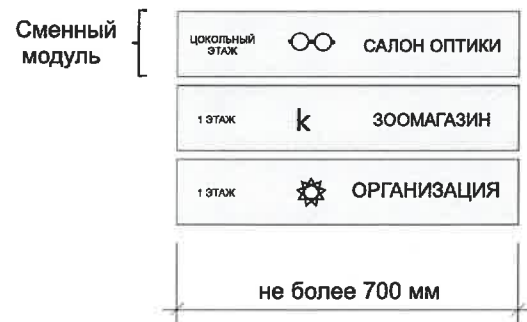 Сменный
модуль
ЦОКОЛЬНЫЙ
ЭТАЖ
САЛОН ОПТИКИ
1 ЭТАЖ
k
ЗООМАГАЗИН
1 ЭТАЖ
ОРГАНИЗАЦИЯ
не более 700 мм